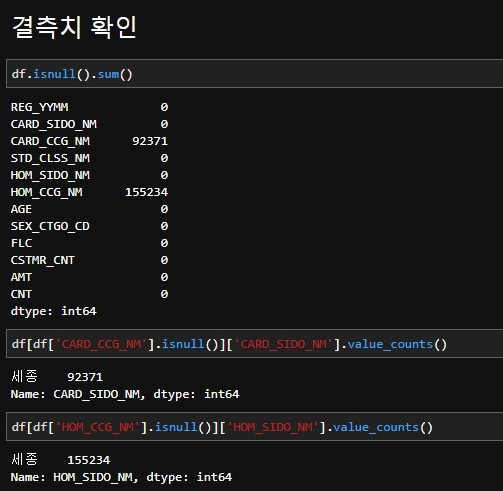 결측치 확인
df.isnull().sum()
REG_YYMM 0
CARD_SIDO_NM 0
CARD_CCG_NM 92371
STD_CLSS_NM 0
HOM_SIDO_NM 0
HOM_CCG_NM 155234
AGE 0
SEX_CTGO_CD 0
FLC 0
CSTMR_CNT 0
AMT 0
CNT 0
dtype: int64
df[df['CARD_CCG_NM'].isnull()]['CARD_SIDO_NM'].value_counts()
세종 92371
Name: CARD_SIDO_NM, dtype: int64
df[df['HOM_CCG_NM'].isnull()]['HOM_SIDO_NM'].value_counts()
세종 155234
Name: HOM_SIDO_NM, dtype: int64